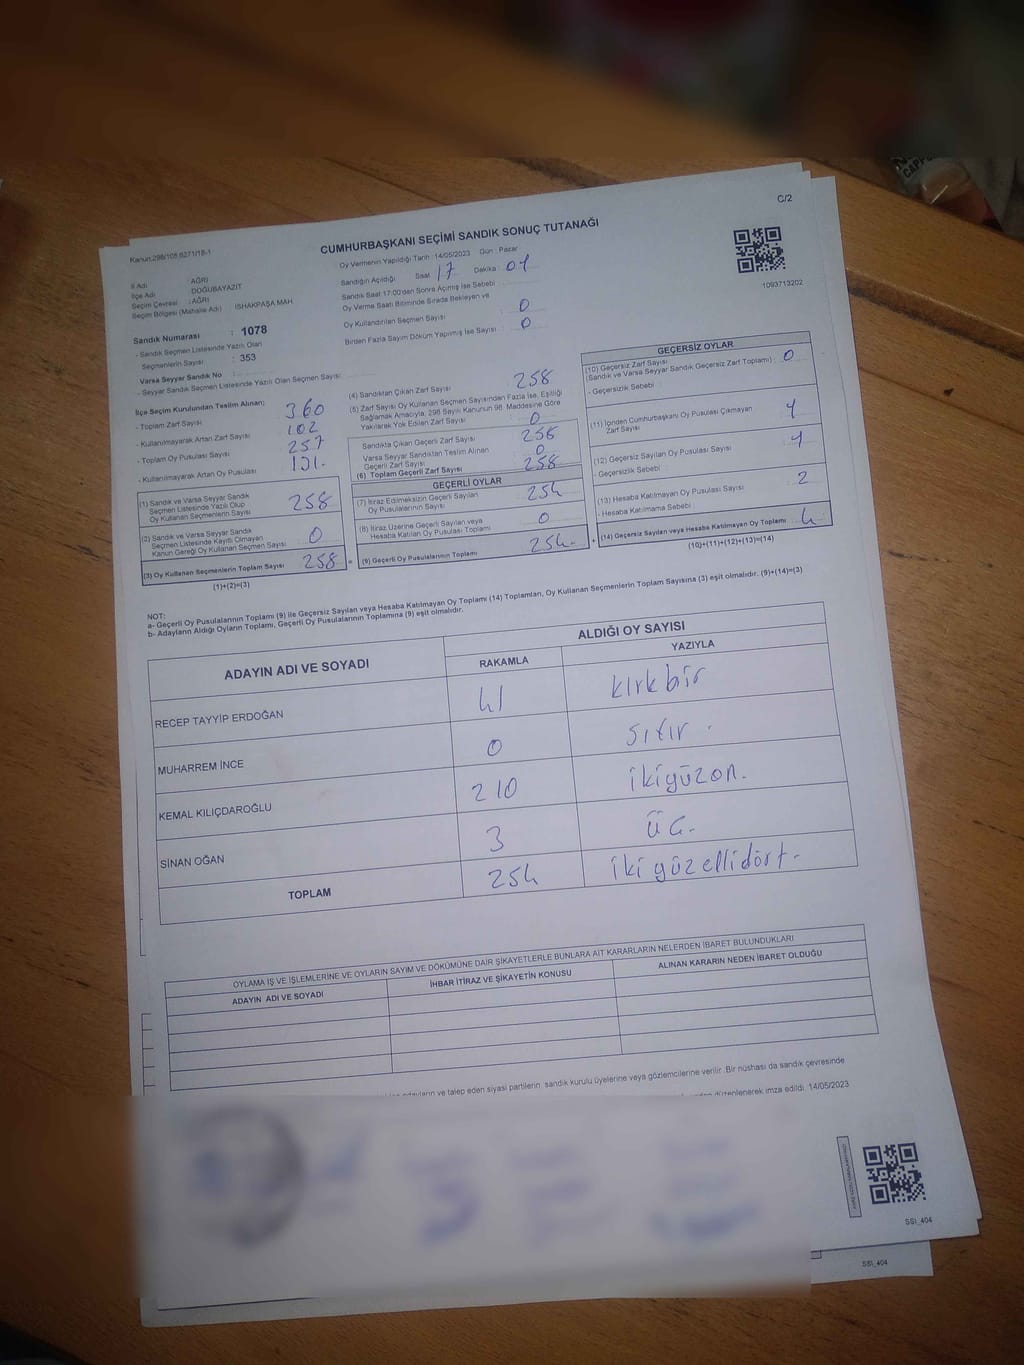 C/2
Kanun:298/105,6271/18-1
CUMHURBAŞKANI SEÇİMİ SANDIK SONUÇ TUTANAĞI
1093713202
İl Adı : AĞRI
İlçe Adı : DOĞUBAYAZIT
Seçim Çevresi : AĞRI
Seçim Bölgesi (Mahalle Adı) : İSHAKPAŞA MAH.
Sandık Numarası : 1078
- Sandık Seçmen Listesinde Yazılı Olan
Seçmenlerin Sayısı : 353
Varsa Seyyar Sandık No :
- Seyyar Sandık Seçmen Listesinde Yazılı Olan Seçmen Sayısı :
Oy Vermenin Yapıldığı Tarih : 14/05/2023 Gün : Pazar
Sandığın Açıldığı Saat 17 Dakika : 01
Sandık Saat 17:00'dan Sonra Açılmış İse Sebebi :
Oy Verme Saati Bitiminde Sırada Bekleyen ve
Oy Kullandırılan Seçmen Sayısı : 0
Birden Fazla Sayım Döküm Yapılmış İse Sayısı : 0
İlçe Seçim Kurulundan Teslim Alınan;
- Toplam Zarf Sayısı : 360
- Kullanılmayarak Artan Zarf Sayısı : 102
- Toplam Oy Pusulası Sayısı : 257
- Kullanılmayarak Artan Oy Pusulası : 101.
(1) Sandık ve Varsa Seyyar Sandık
Seçmen Listesinde Yazılı Olup
Oy Kullanan Seçmenlerin Sayısı 258
(2) Sandık ve Varsa Seyyar Sandık
Seçmen Listesinde Kayıtlı Olmayan
Kanun Gereği Oy Kullanan Seçmen Sayısı 0
(3) Oy Kullanan Seçmenlerin Toplam Sayısı 258
(1)+(2)=(3)
(4) Sandıktan Çıkan Zarf Sayısı 258
(5) Zarf Sayısı Oy Kullanan Seçmen Sayısından Fazla İse, Eşitliği
Sağlamak Amacıyla, 298 Sayılı Kanunun 98. Maddesine Göre
Yakılarak Yok Edilen Zarf Sayısı : 0
Sandıkta Çıkan Geçerli Zarf Sayısı 258
Varsa Seyyar Sandıktan Teslim Alınan
Geçerli Zarf Sayısı 0
(6) Toplam Geçerli Zarf Sayısı 258
GEÇERLİ OYLAR
(7) İtiraz Edilmeksizin Geçerli Sayılan
Oy Pusulalarının Sayısı 254
(8) İtiraz Üzerine Geçerli Sayılan veya
Hesaba Katılan Oy Pusulası Toplamı 0
(9) Geçerli Oy Pusulalarının Toplamı 254.
GEÇERSİZ OYLAR
(10) Geçersiz Zarf Sayısı
(Sandık ve Varsa Seyyar Sandık Geçersiz Zarf Toplamı) : 0
- Geçersizlik Sebebi :
(11) İçinden Cumhurbaşkanı Oy Pusulası Çıkmayan
Zarf Sayısı 1
(12) Geçersiz Sayılan Oy Pusulası Sayısı 1
- Geçersizlik Sebebi
(13) Hesaba Katılmayan Oy Pusulası Sayısı 2
- Hesaba Katılmama Sebebi
(14) Geçersiz Sayılan veya Hesaba Katılmayan Oy Toplamı 4
(10)+(11)+(12)+(13)=(14)
NOT:
a- Geçerli Oy Pusulalarının Toplamı (9) ile Geçersiz Sayılan veya Hesaba Katılmayan Oy Toplamı (14) Toplamları, Oy Kullanan Seçmenlerin Toplam Sayısına (3) eşit olmalıdır. (9)+(14)=(3)
b- Adayların Aldığı Oyların Toplamı, Geçerli Oy Pusulalarının Toplamına (9) eşit olmalıdır.
ADAYIN ADI VE SOYADI
ALDIĞI OY SAYISI
RAKAMLA YAZIYLA
RECEP TAYYİP ERDOĞAN 41 kırkbir
MUHARREM İNCE 0 sıfır.
KEMAL KILIÇDAROĞLU 210 ikiyüzon.
SİNAN OĞAN 3 üç.
TOPLAM 254 ikiyüzellidört.
OYLAMA İŞ VE İŞLEMLERİNE VE OYLARIN SAYIM VE DÖKÜMÜNE DAİR ŞİKAYETLERLE BUNLARA AİT KARARLARIN NELERDEN İBARET BULUNDUKLARI
ADAYIN ADI VE SOYADI İHBAR İTİRAZ VE ŞİKAYETİN KONUSU ALINAN KARARIN NEDEN İBARET OLDUĞU
adayların ve talep eden siyasi partilerin, sandık kurulu üyelerine veya gözlemcilerine verilir. Bir nüshası da sandık çevresinde
düzenlenerek imza edildi. 14/05/2023
SSI_404
SSI_404